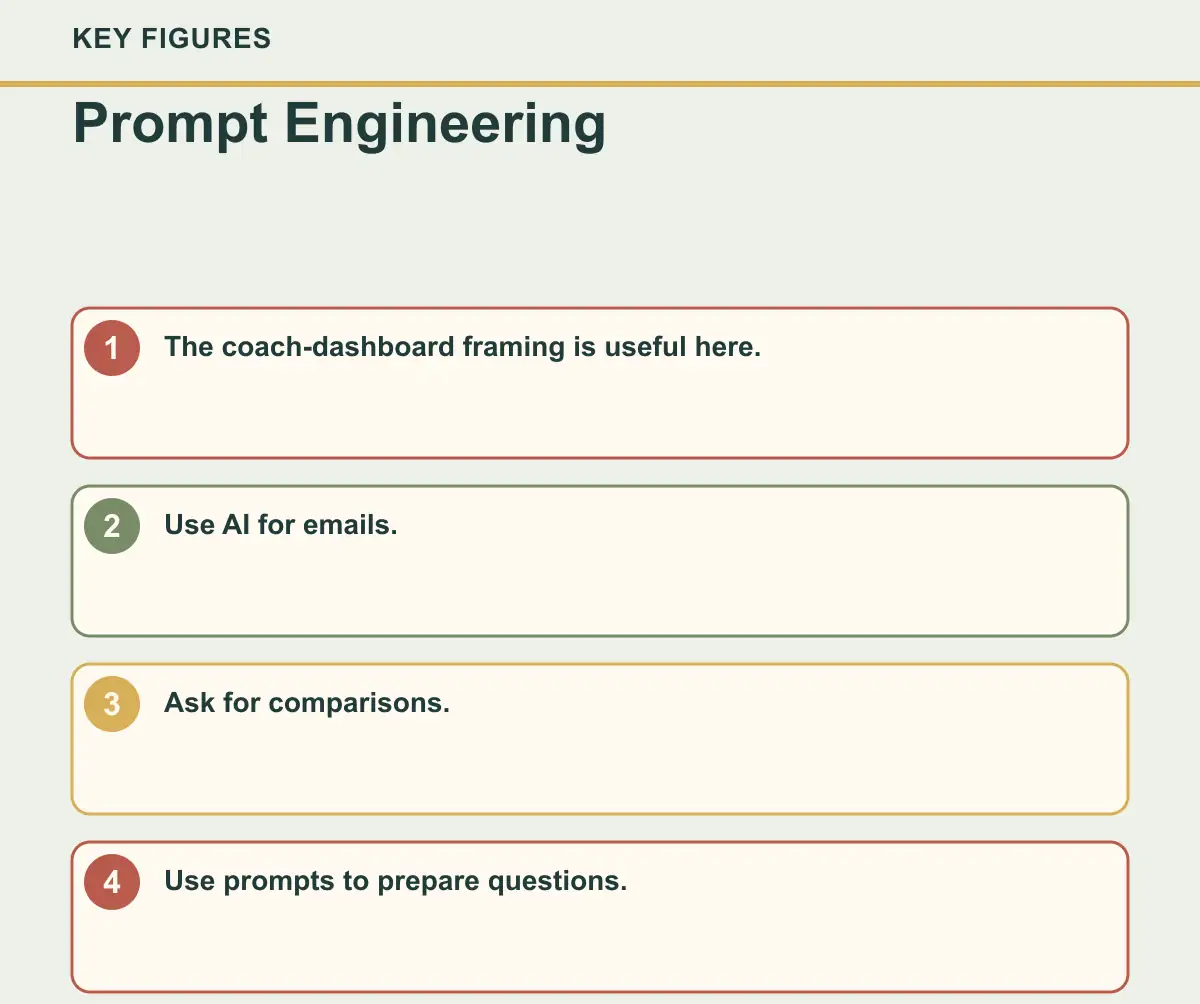 KEY FIGURES
Prompt Engineering
1 The coach-dashboard framing is useful here.
2 Use AI for emails.
3 Ask for comparisons.
4 Use prompts to prepare questions.